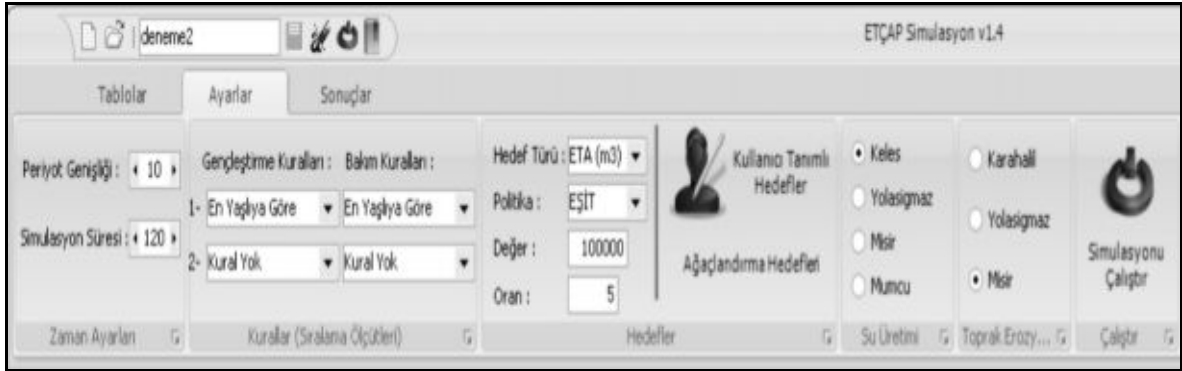 deneme2
ETÇAP Simulasyon v1.4
Tablolar Ayarlar Sonuçlar
Periyot Genişliği : 10
Simulasyon Süresi : 120
Zaman Ayarları
Gençleştirme Kuralları : Bakım Kuralları :
1- En Yaşlıya Göre En Yaşlıya Göre
2- Kural Yok Kural Yok
Kurallar (Sıralama Ölçütleri)
Hedef Türü : ETA (m3)
Politika : EŞİT
Değer : 100000
Oran : 5
Kullanıcı Tanımlı
Hedefler
Ağaçlandırma Hedefleri
Hedefler
Keles
Yolasigmaz
Misir
Mumcu
Su Üretimi
Karahalil
Yolasigmaz
Misir
Toprak Erozy...
Simulasyonu
Çalıştır
Çalıştır